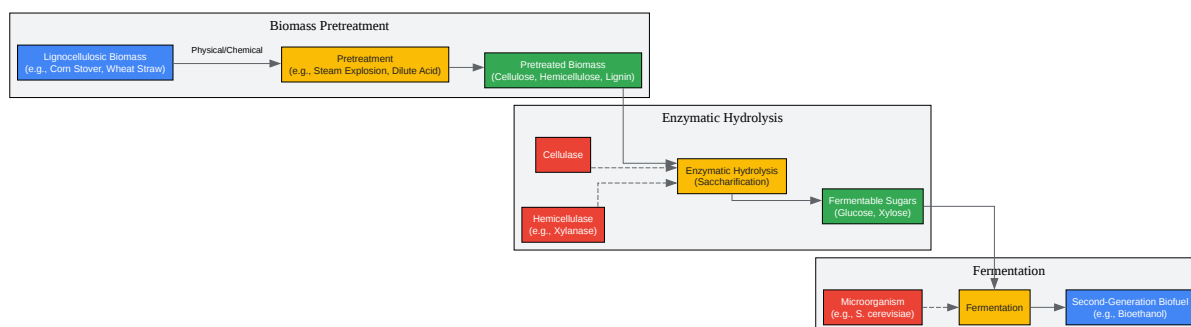 Biomass Pretreatment
Physical/Chemical
Lignocellulosic Biomass
(e.g., Corn Stover, Wheat Straw)
Pretreatment
(e.g., Steam Explosion, Dilute Acid)
Pretreated Biomass
(Cellulose, Hemicellulose, Lignin)
Enzymatic Hydrolysis
Cellulase
Enzymatic Hydrolysis
(Saccharification)
Hemicellulase
(e.g., Xylanase)
Fermentable Sugars
(Glucose, Xylose)
Fermentation
Microorganism
(e.g., S. cerevisiae)
Fermentation
Second-Generation Biofuel
(e.g., Bioethanol)